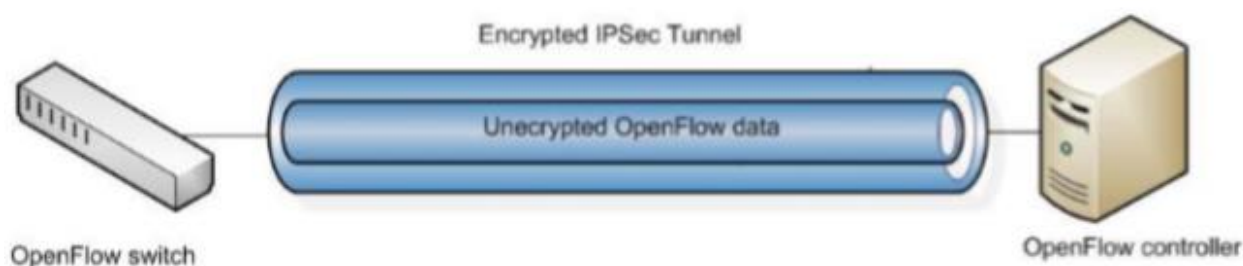 Encrypted IPSec Tunnel
Unecrypted OpenFlow data
OpenFlow switch
OpenFlow controller